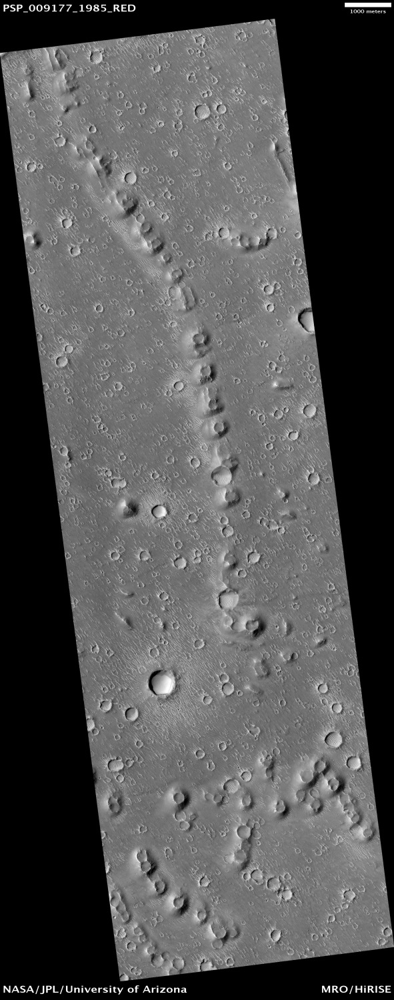 PSP_009177_1985_RED
1000 meters
NASA/JPL/University of Arizona
MRO/HiRISE